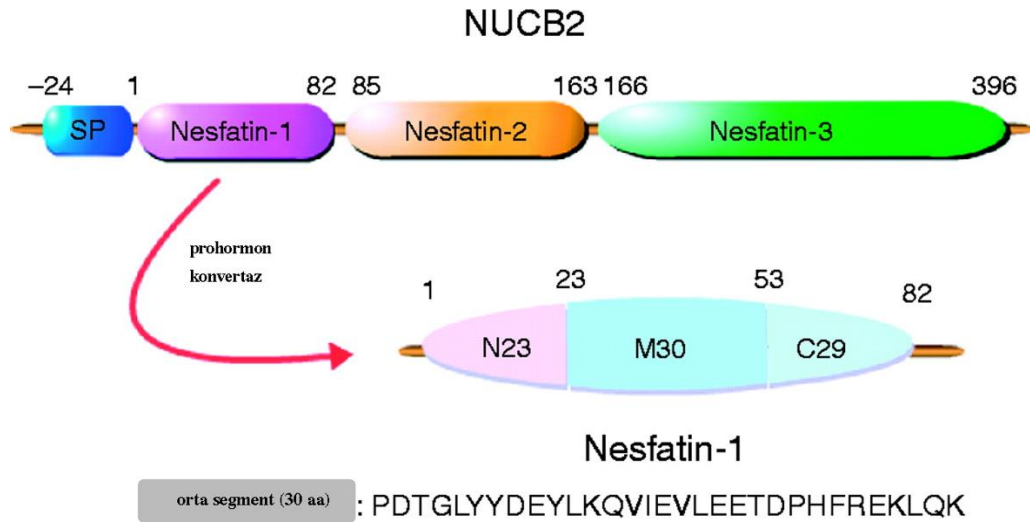 NUCB2
–24 1 82 85 163 166 396
SP Nesfatin-1 Nesfatin-2 Nesfatin-3
prohormon
konvertaz
1 23 53 82
N23 M30 C29
Nesfatin-1
orta segment (30 aa) : PDTGLYYDEYLKQVIEVLEETDPHFREKLQK